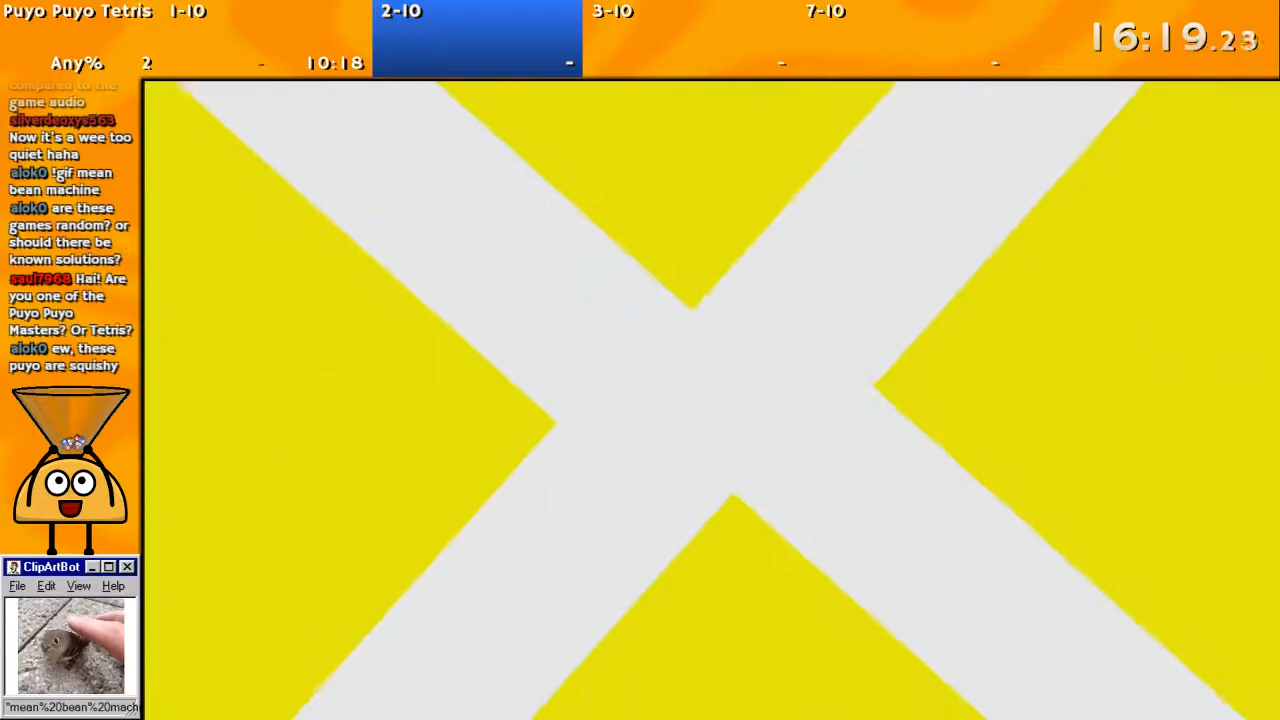 Puyo Puyo Tetris 1-10 2-10 3-10 7-10
16:19.23
Any% 2 - 10:18 - - -
compared to the
game audio
silverdeoxys563
Now it's a wee too
quiet haha
alok0 !gif mean
bean machine
alok0 are these
games random? or
should there be
known solutions?
saul7968 Hai! Are
you one of the
Puyo Puyo
Masters? Or Tetris?
alok0 ew, these
puyo are squishy
ClipArtBot
File Edit View Help
"mean%20bean%20mach